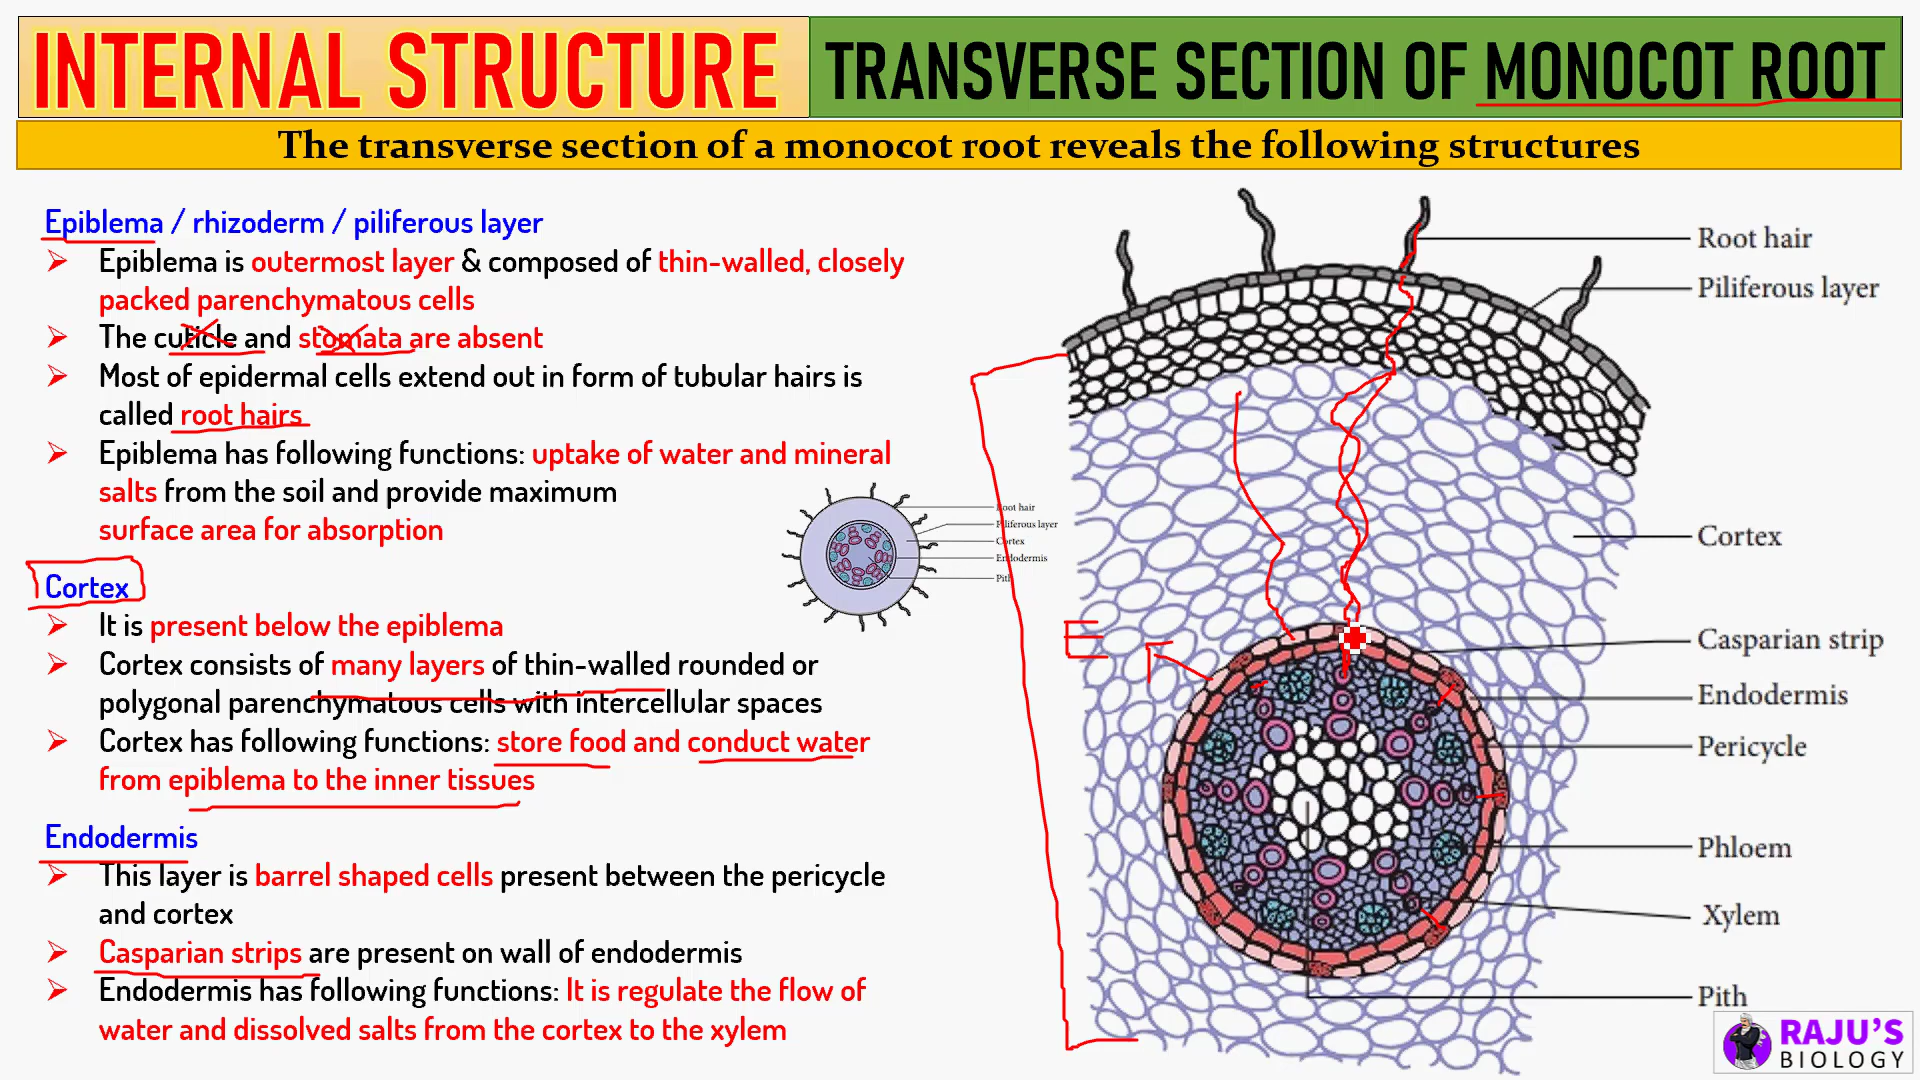 INTERNAL STRUCTURE
TRANSVERSE SECTION OF MONOCOT ROOT
The transverse section of a monocot root reveals the following structures
Epiblema / rhizoderm / piliferous layer
Epiblema is outermost layer & composed of thin-walled, closely
packed parenchymatous cells
The cuticle and stomata are absent
Most of epidermal cells extend out in form of tubular hairs is
called root hairs
Epiblema has following functions: uptake of water and mineral
salts from the soil and provide maximum
surface area for absorption
Cortex
It is present below the epiblema
Cortex consists of many layers of thin-walled rounded or
polygonal parenchymatous cells with intercellular spaces
Cortex has following functions: store food and conduct water
from epiblema to the inner tissues
Endodermis
This layer is barrel shaped cells present between the pericycle
and cortex
Casparian strips are present on wall of endodermis
Endodermis has following functions: It is regulate the flow of
water and dissolved salts from the cortex to the xylem
Root hair
Piliferous layer
Cortex
Endodermis
Pith
E
Root hair
Piliferous layer
Cortex
Casparian strip
Endodermis
Pericycle
Phloem
Xylem
Pith
RAJU'S
BIOLOGY